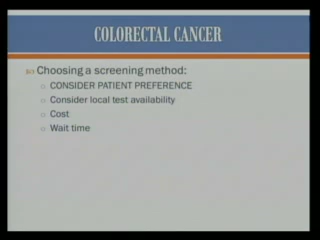 COLORECTAL CANCER
Choosing a screening method:
CONSIDER PATIENT PREFERENCE
Consider local test availability
Cost
Wait time